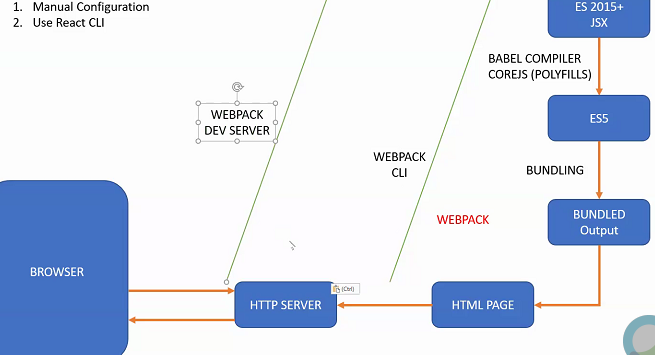 1. Manual Configuration
2. Use React CLI
ES 2015+
JSX
BABEL COMPILER
COREJS (POLYFILLS)
WEBPACK
DEV SERVER
ES5
WEBPACK
CLI
BUNDLING
WEBPACK
BUNDLED
Output
BROWSER
(Ctrl)
HTTP SERVER
HTML PAGE